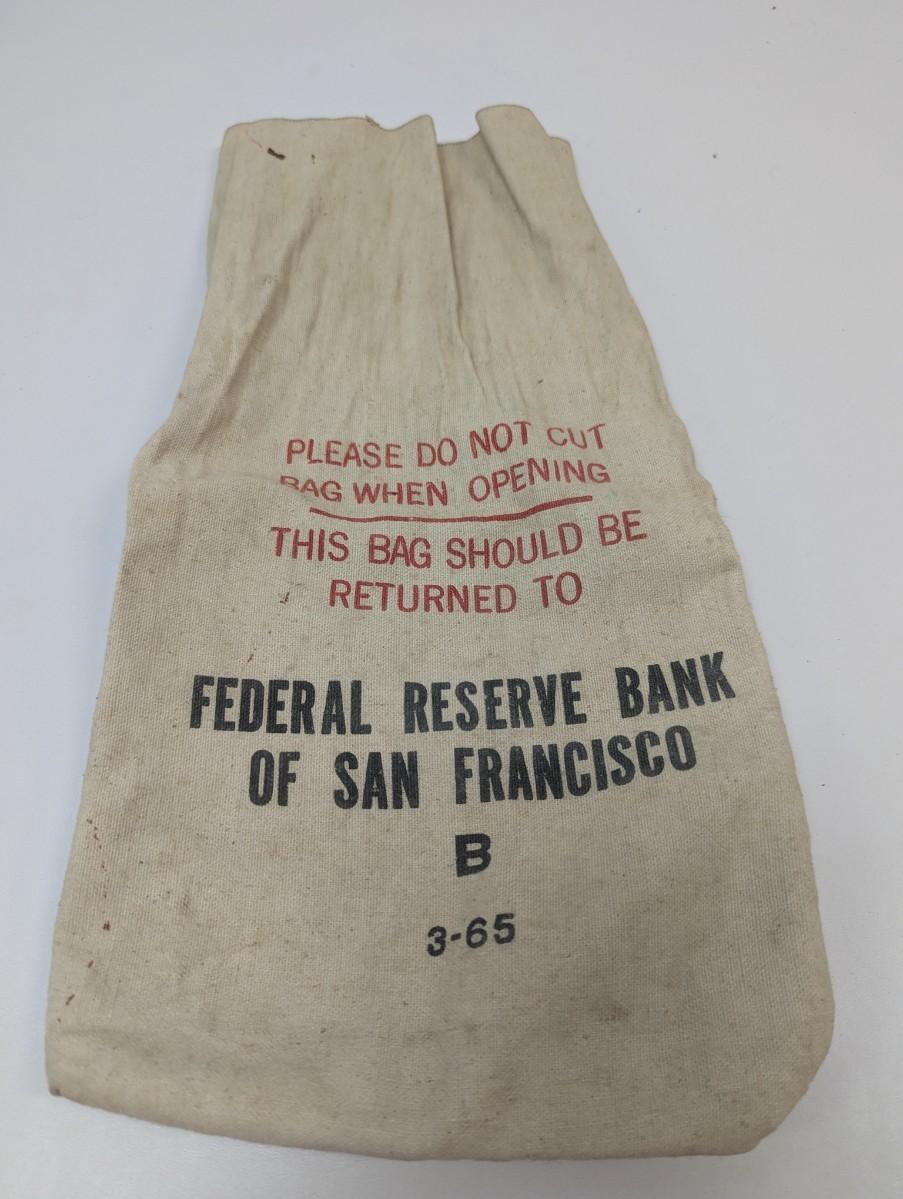 PLEASE DO NOT CUT
BAG WHEN OPENING
THIS BAG SHOULD BE
RETURNED TO
FEDERAL RESERVE BANK
OF SAN FRANCISCO
B
3-65